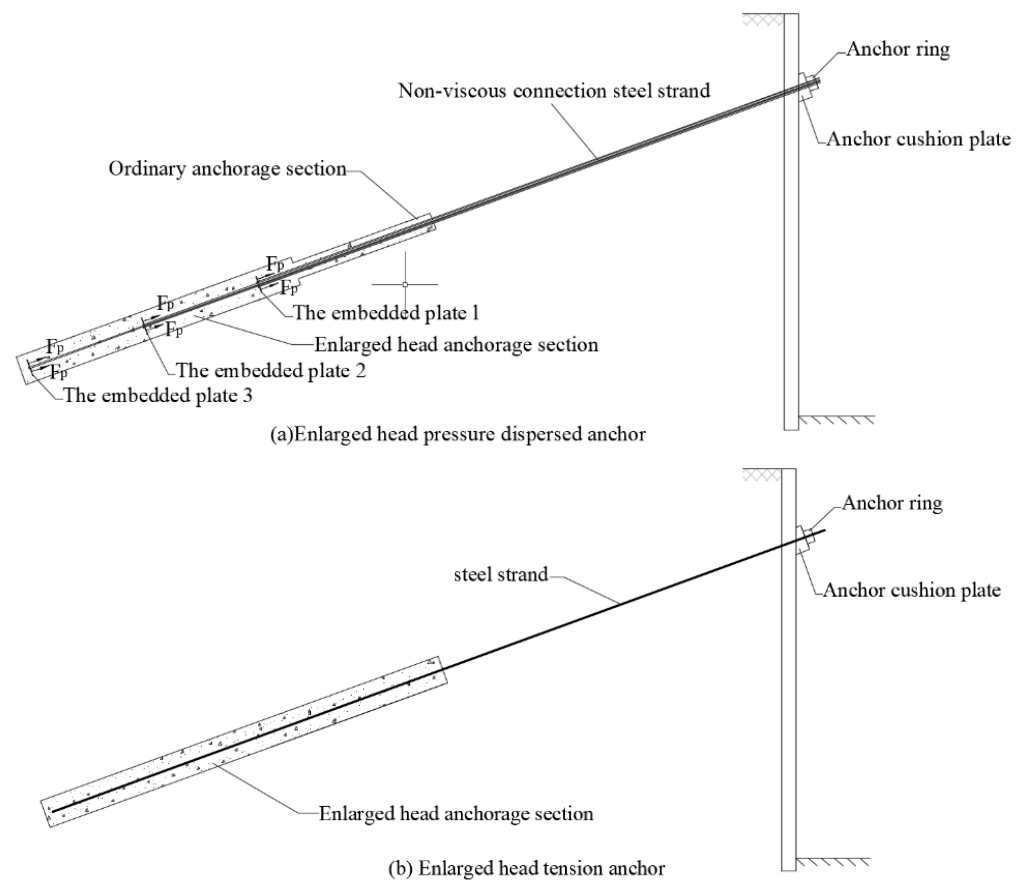 Anchor ring
Non-viscous connection steel strand
Anchor cushion plate
Ordinary anchorage section
Fp
Fp
The embedded plate 1
Fp
Fp
Enlarged head anchorage section
Fp
The embedded plate 2
Fp
The embedded plate 3
(a)Enlarged head pressure dispersed anchor
Anchor ring
steel strand
Anchor cushion plate
Enlarged head anchorage section
(b) Enlarged head tension anchor